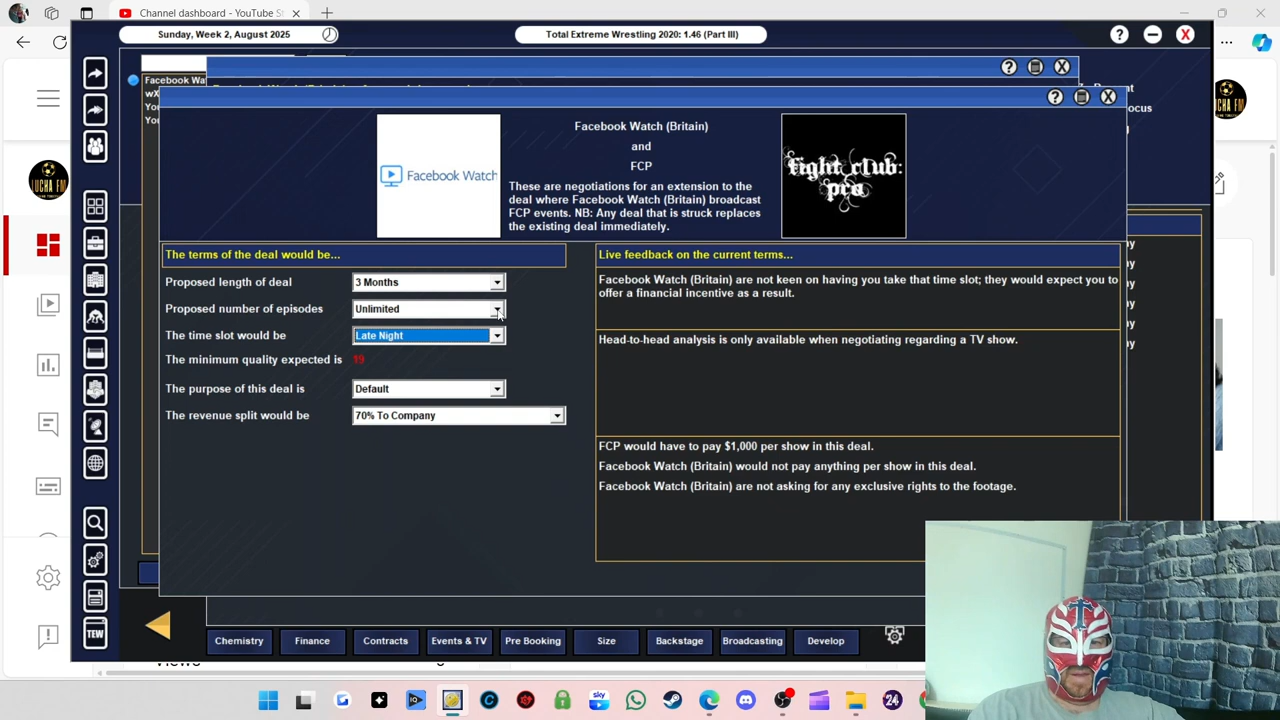 Channel dashboard - YouTube S
Sunday, Week 2, August 2025
Total Extreme Wrestling 2020: 1.46 (Part III)
Facebook Wa
Facebook Watch
Facebook Watch (Britain)
and
FCP
These are negotiations for an extension to the
deal where Facebook Watch (Britain) broadcast
FCP events. NB: Any deal that is struck replaces
the existing deal immediately.
fight club:
pro
ocus
The terms of the deal would be...
Proposed length of deal
3 Months
Proposed number of episodes
Unlimited
The time slot would be
Late Night
The minimum quality expected is
19
The purpose of this deal is
Default
The revenue split would be
70% To Company
Live feedback on the current terms...
Facebook Watch (Britain) are not keen on having you take that time slot; they would expect you to
offer a financial incentive as a result.
Head-to-head analysis is only available when negotiating regarding a TV show.
FCP would have to pay $1,000 per show in this deal.
Facebook Watch (Britain) would not pay anything per show in this deal.
Facebook Watch (Britain) are not asking for any exclusive rights to the footage.
LUCHA FM
TEW
Chemistry
Finance
Contracts
Events & TV
Pre Booking
Size
Backstage
Broadcasting
Develop
Views
sky
24